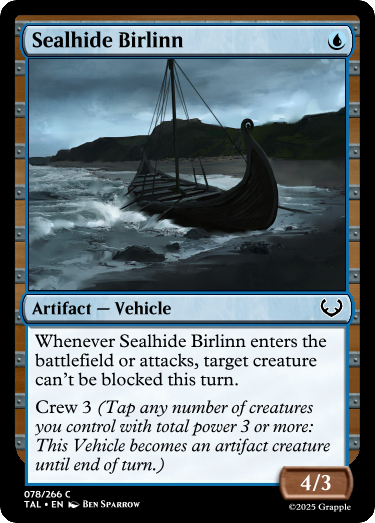 Sealhide Birlinn
Artifact — Vehicle
Whenever Sealhide Birlinn enters the
battlefield or attacks, target creature
can't be blocked this turn.
Crew 3 (Tap any number of creatures
you control with total power 3 or more:
This Vehicle becomes an artifact creature
until end of turn.)
4/3
078/266 C
TAL • EN Ben Sparrow
©2025 Grapple